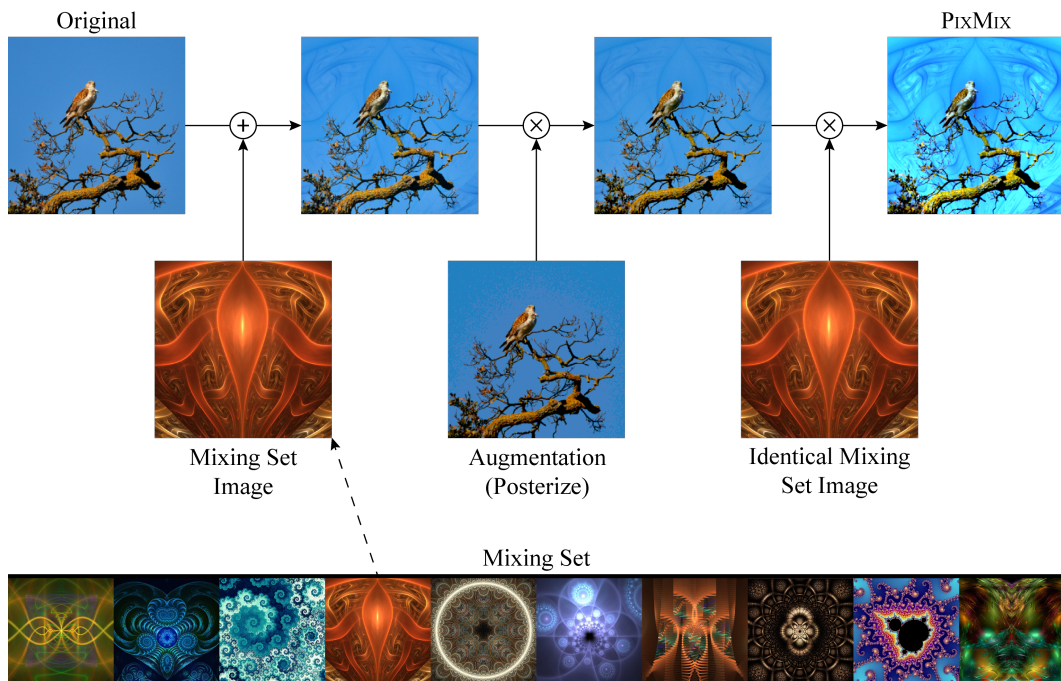 Original
PIXMIX
+
×
×
Mixing Set
Image
Augmentation
(Posterize)
Identical Mixing
Set Image
Mixing Set